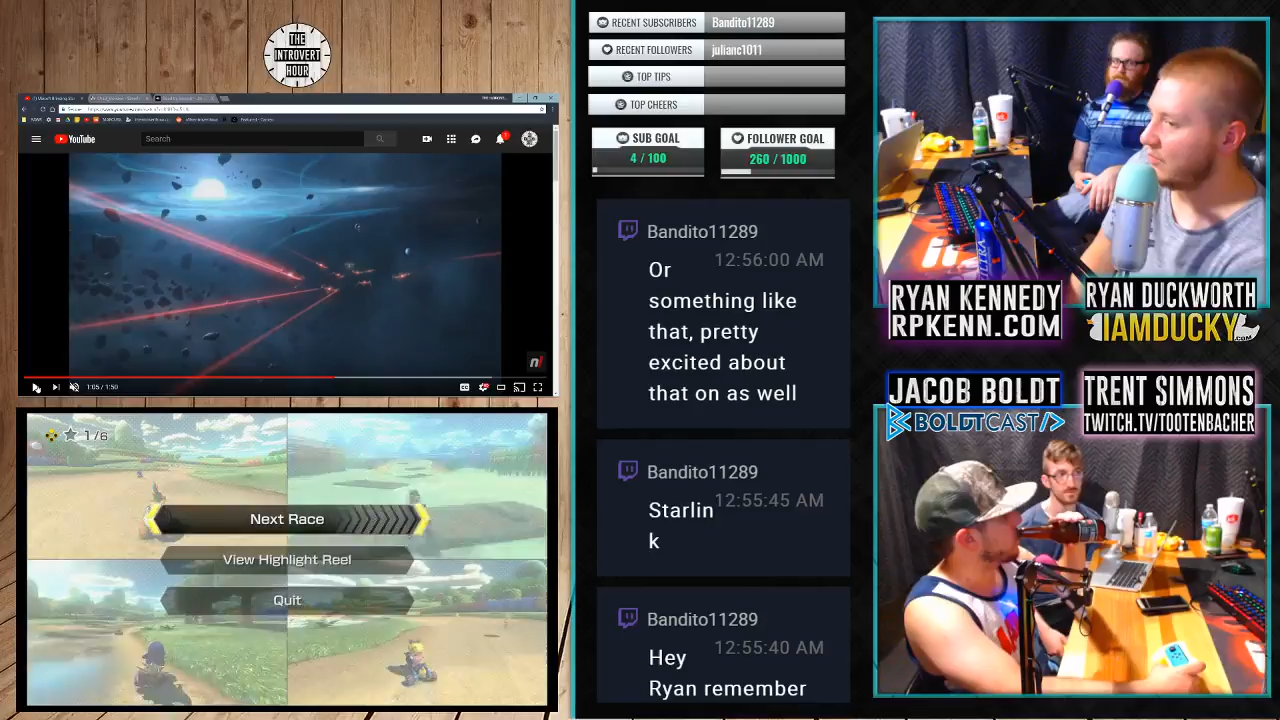 THE
INTROVERT
HOUR
YouTube
Search
1:05 / 1:50
1/6
Next Race
View Highlight Reel
Quit
RECENT SUBSCRIBERS Bandito11289
RECENT FOLLOWERS julianc1011
TOP TIPS
TOP CHEERS
SUB GOAL
4 / 100
FOLLOWER GOAL
260 / 1000
Bandito11289
12:56:00 AM
Or
something like
that, pretty
excited about
that on as well
Bandito11289
12:55:45 AM
Starlin
k
Bandito11289
12:55:40 AM
Hey
Ryan remember
RYAN KENNEDY
RPKENN.COM
RYAN DUCKWORTH
IAMDUCKY
.COM
JACOB BOLDT
BOLDTCAST
TRENT SIMMONS
TWITCH.TV/TOOTENBACHER